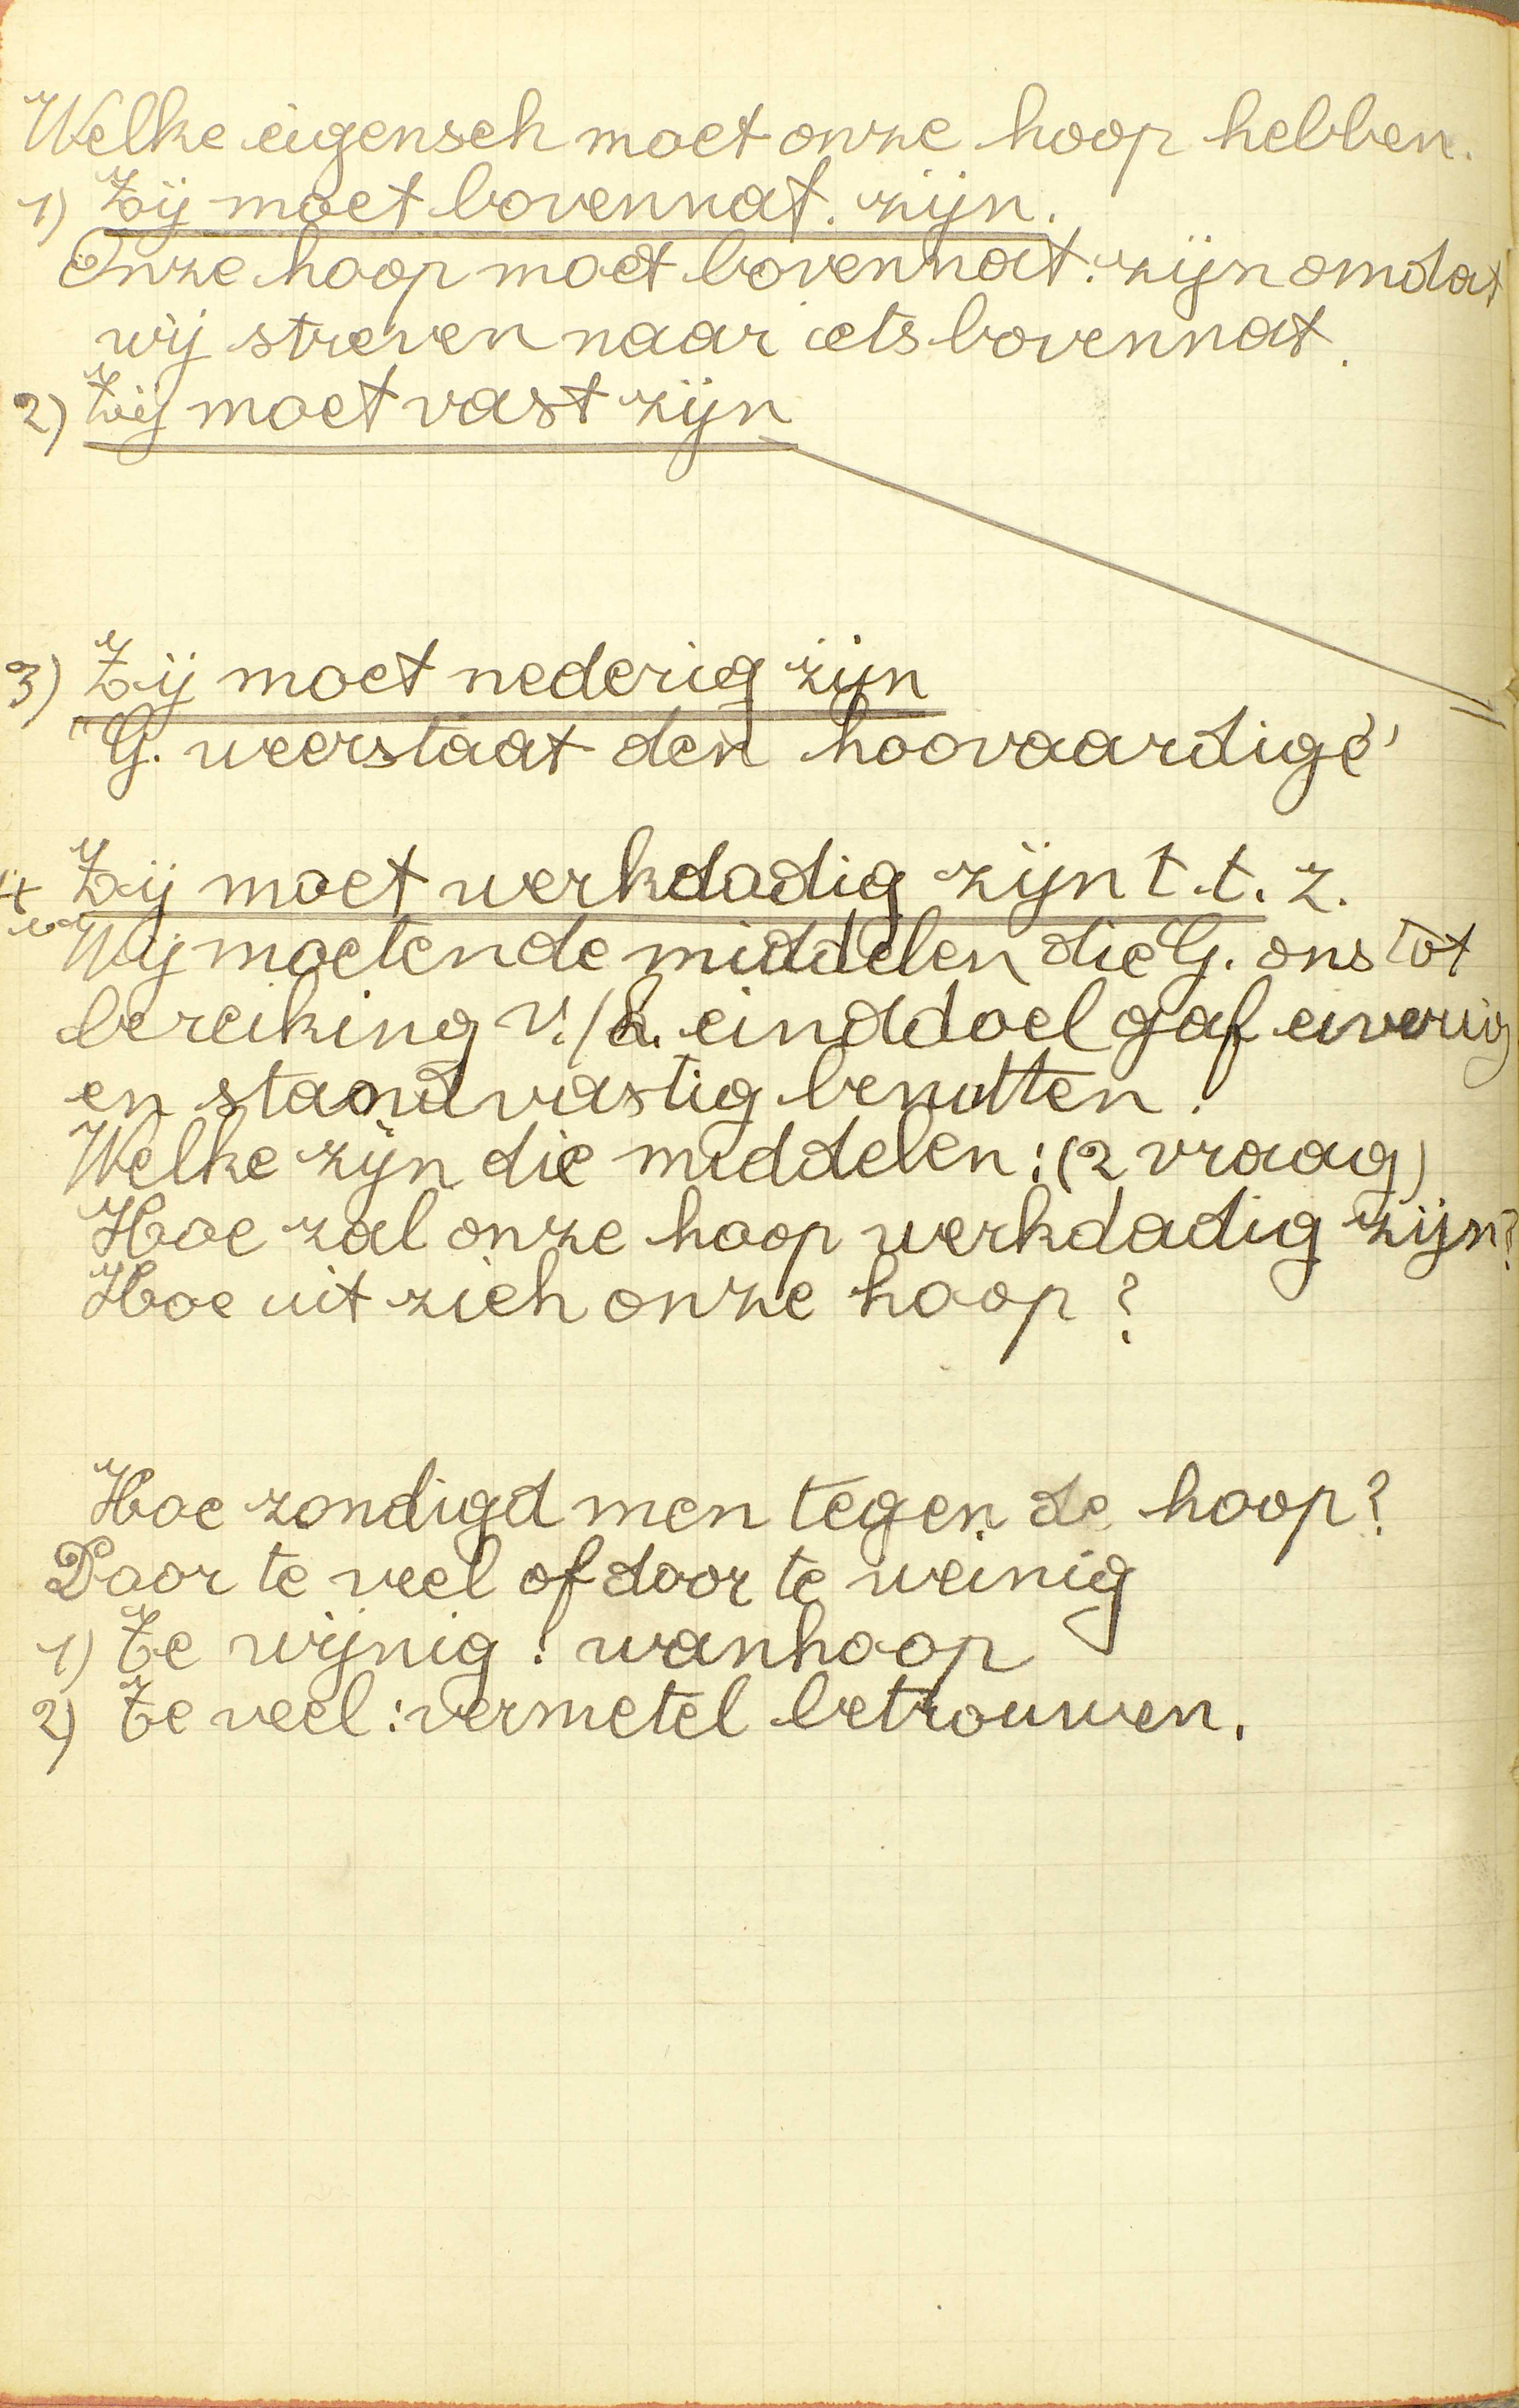 Welke eigensch moet onze hoop hebben.
1) Zij moet bovennat. zijn.
Onze hoop moet bovennat. zijn omdat
wij streven naar iets bovennat.
2) Zij moet vast zijn
3) Zij moet nederig zijn
"G. weerstaat den hoovaardige"
4 Zij moet werkdadig zijn t.t.z.
Wij moeten de middelen die G. ons tot
bereiking v./h. einddoel gaf eiverig
en standvastig benutten.
Welke zijn die middelen: (2 vraag)
Hoe zal onze hoop werkdadig zijn?
Hoe uit zich onze hoop?
Hoe zondigd men tegen de hoop?
Door te veel of door te weinig
1) Te wijnig: wanhoop
2) Te veel: vermetel betrouwen.